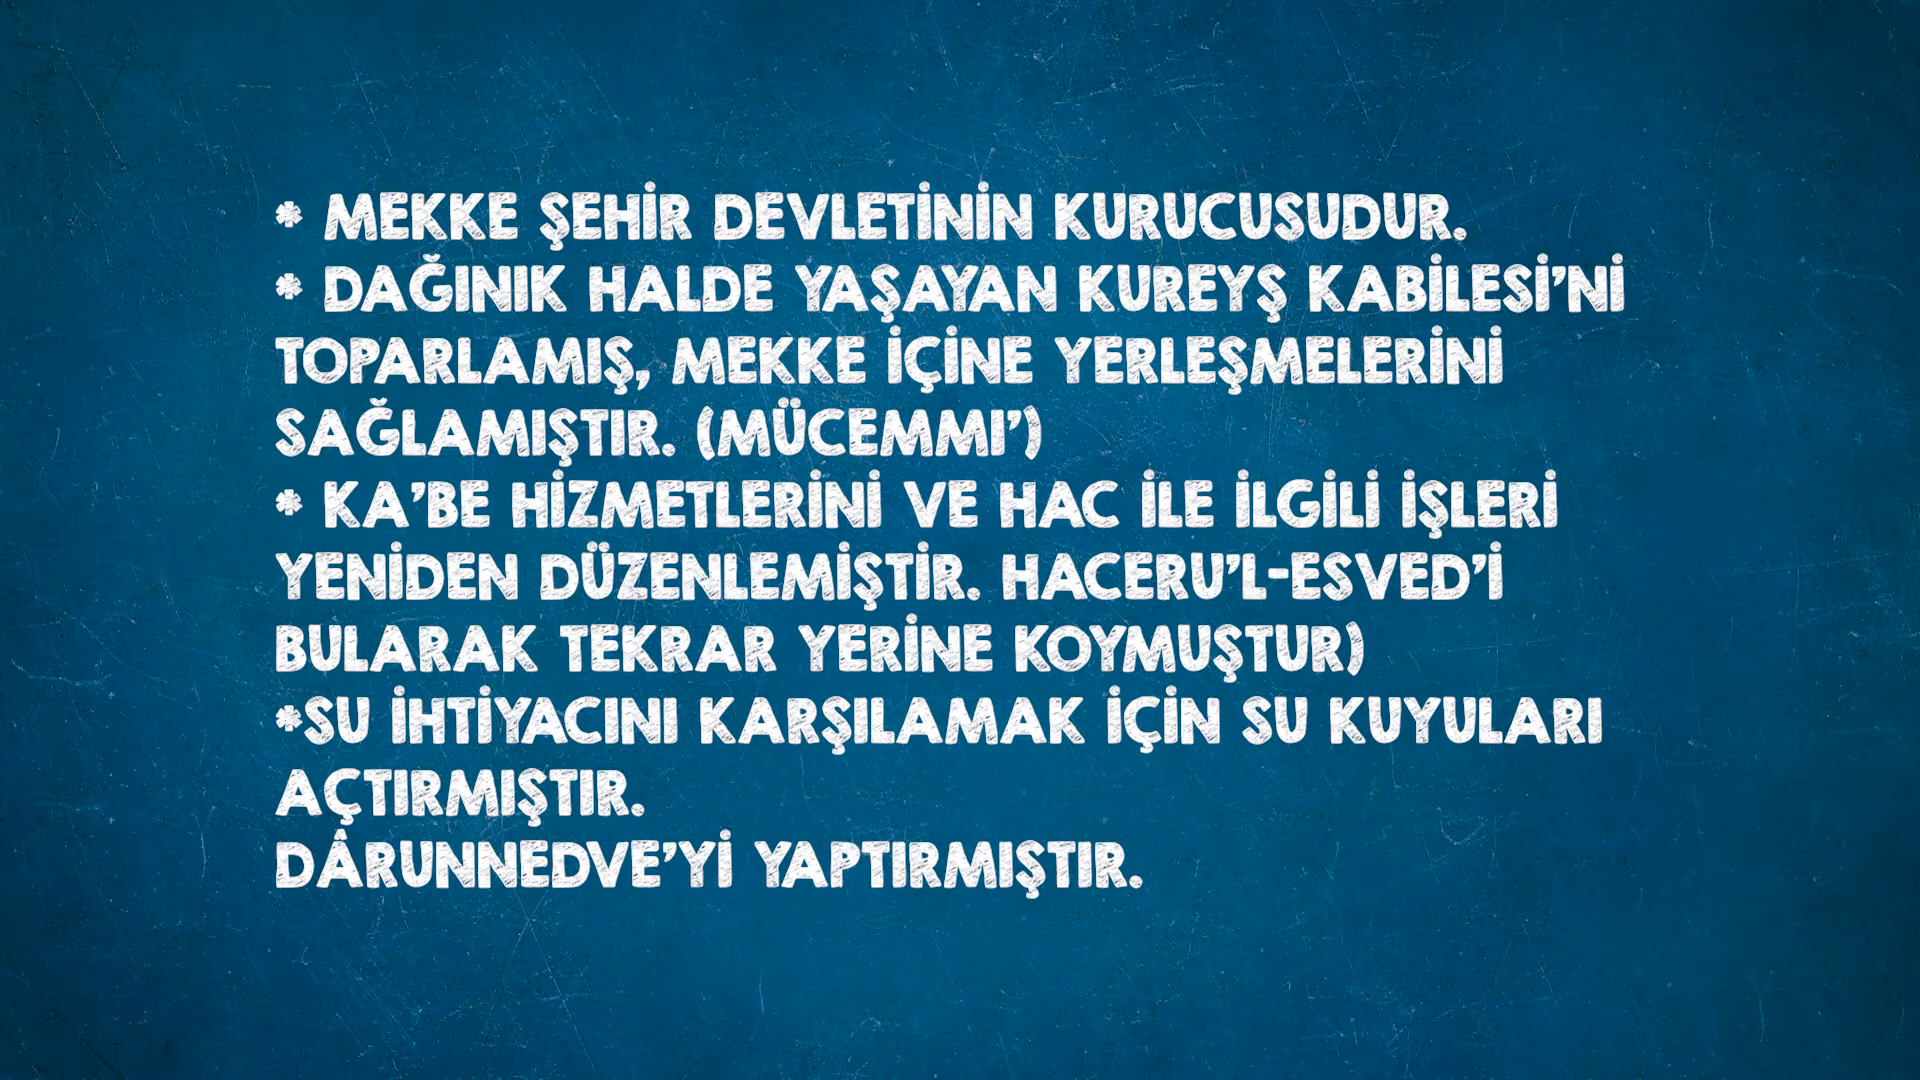 * MEKKE ŞEHİR DEVLETİNİN KURUCUSUDUR.
* DAĞINIK HALDE YAŞAYAN KUREYŞ KABİLESİ'Nİ
TOPARLAMIŞ, MEKKE İÇİNE YERLEŞMELERİNİ
SAĞLAMIŞTIR. (MÜCEMMI')
* KA'BE HİZMETLERİNİ VE HAC İLE İLGİLİ İŞLERİ
YENİDEN DÜZENLEMİŞTİR. HACERU'L-ESVED'İ
BULARAK TEKRAR YERİNE KOYMUŞTUR)
*SU İHTİYACINI KARŞILAMAK İÇİN SU KUYULARI
AÇTIRMIŞTIR.
DÂRUNNEDVE'Yİ YAPTIRMIŞTIR.